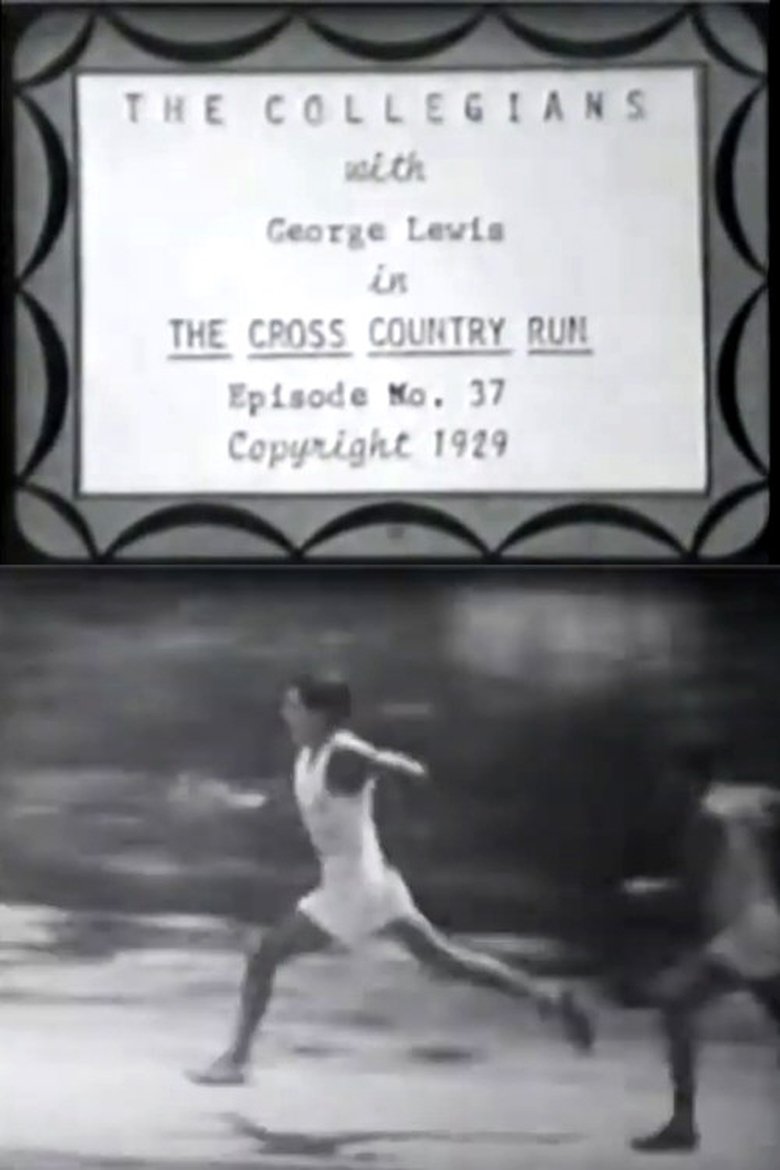 THE COLLEGIANS
with
George Lewis
in
THE CROSS COUNTRY RUN
Episode No. 37
Copyright 1929